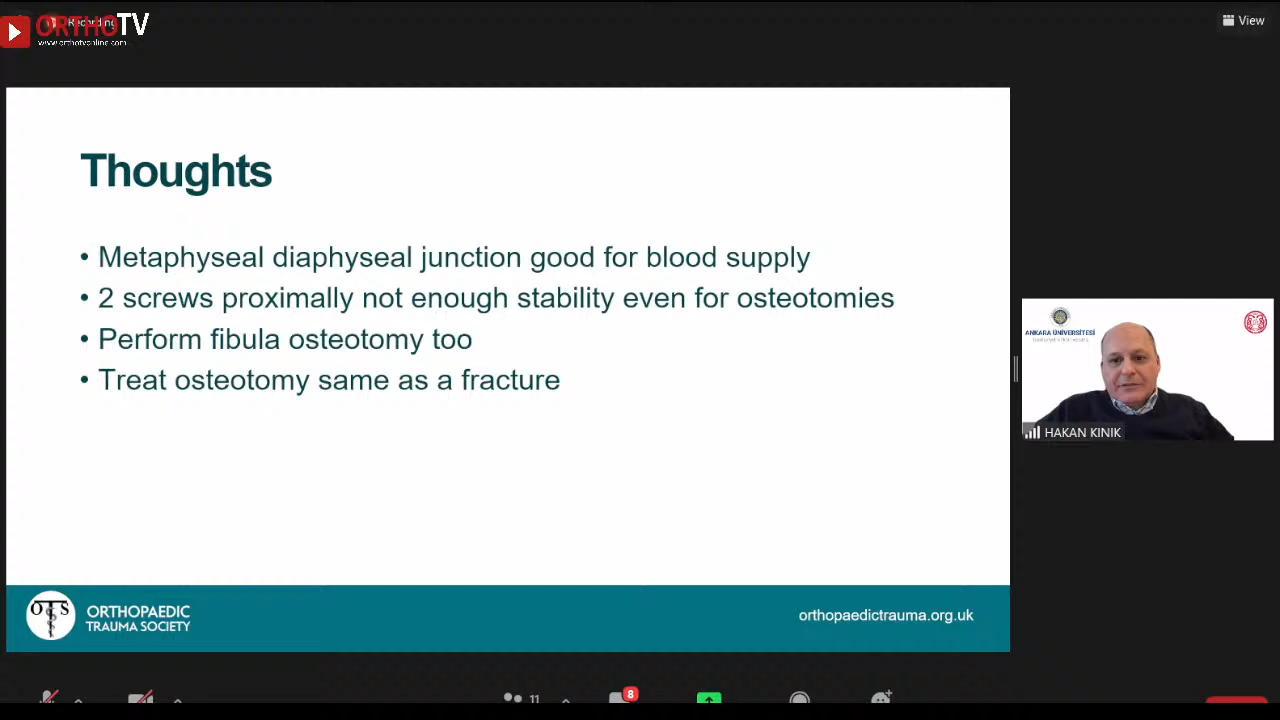 Recording
ORTHOTV
www.orthotvonline.com
View
Thoughts
• Metaphyseal diaphyseal junction good for blood supply
• 2 screws proximally not enough stability even for osteotomies
• Perform fibula osteotomy too
• Treat osteotomy same as a fracture
ANKARA ÜNİVERSİTESİ
HAKAN KINIK
OTS
ORTHOPAEDIC
TRAUMA SOCIETY
orthopaedictrauma.org.uk
11
8